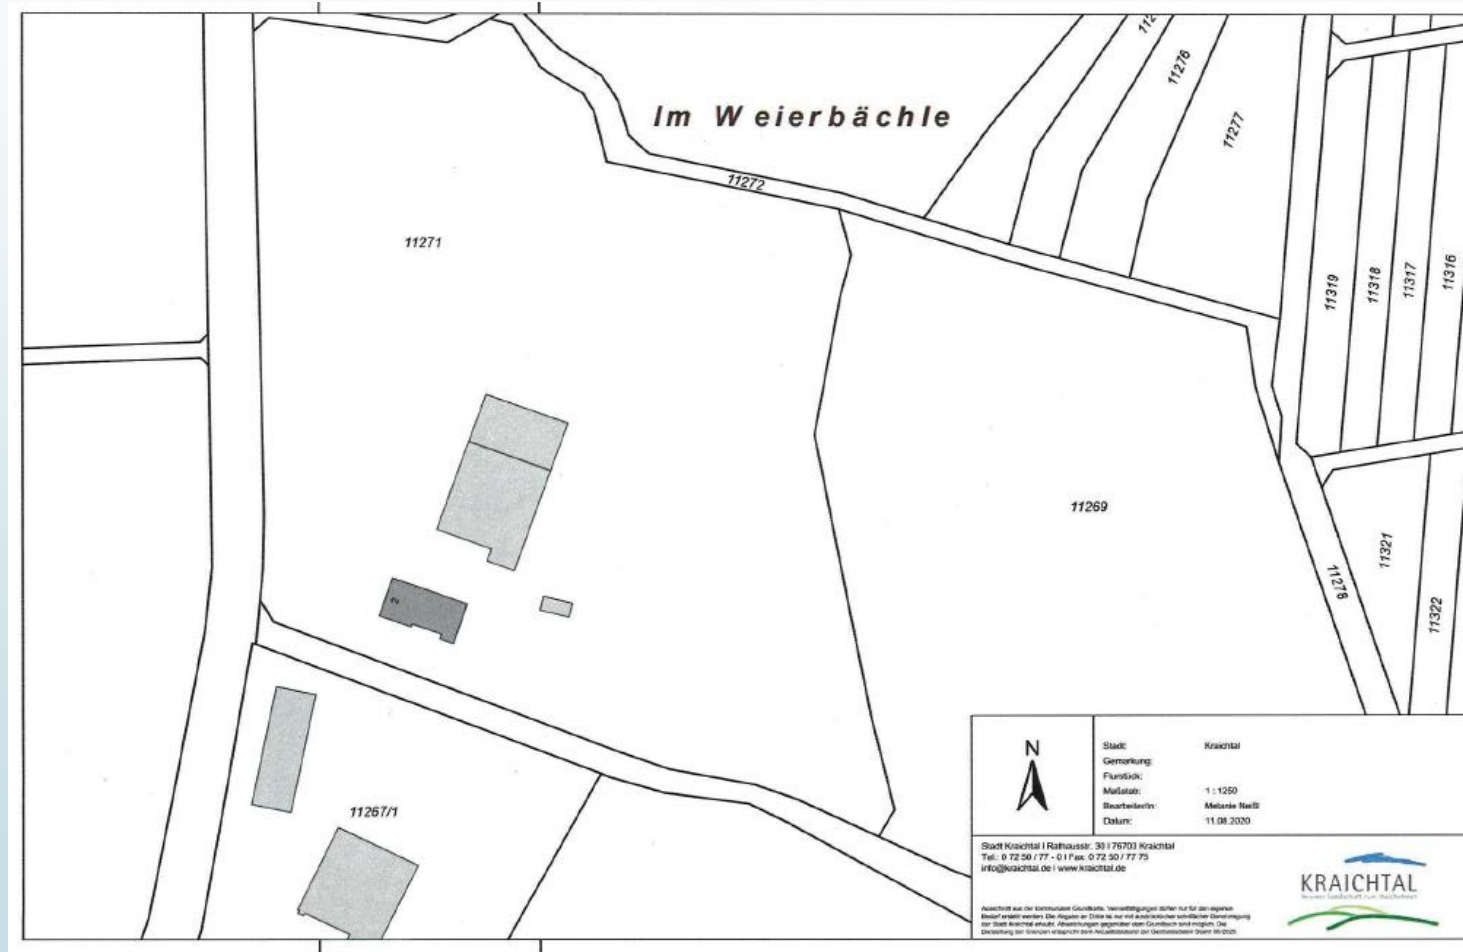 Im Weierbächle
11276
11277
11272
11271
11319
11318
11317
11316
11269
11278
11321
11322
2
11267/1
N
Stadt: Kraichtal
Gemarkung:
Flurstück:
Maßstab: 1 : 1250
Bearbeiter/in: Melanie Neißl
Datum: 11.08.2020
Stadt Kraichtal I Rathausstr. 30 I 76703 Kraichtal
Tel.: 0 72 50 / 77 - 0 I Fax: 0 72 50 / 77 75
info@kraichtal.de I www.kraichtal.de
KRAICHTAL